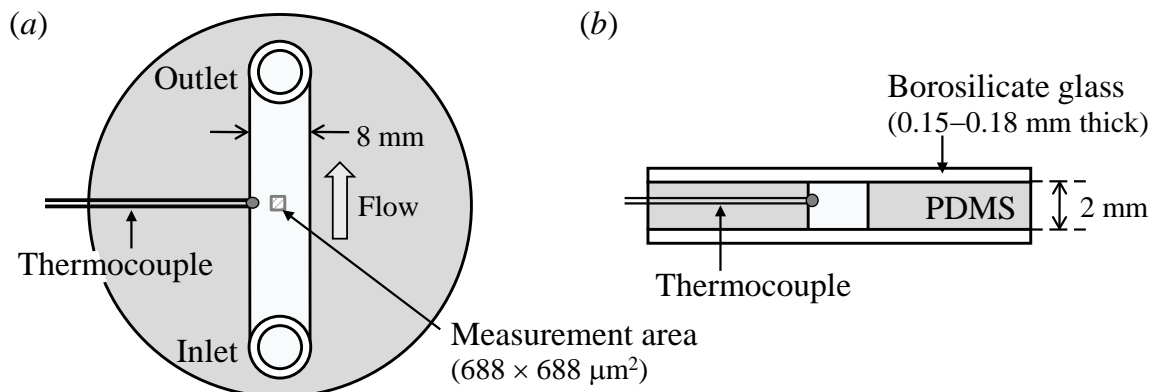 (a)
Outlet
8 mm
Flow
Thermocouple
Inlet
Measurement area
(688 × 688 μm²)
(b)
Borosilicate glass
(0.15–0.18 mm thick)
PDMS
2 mm
Thermocouple